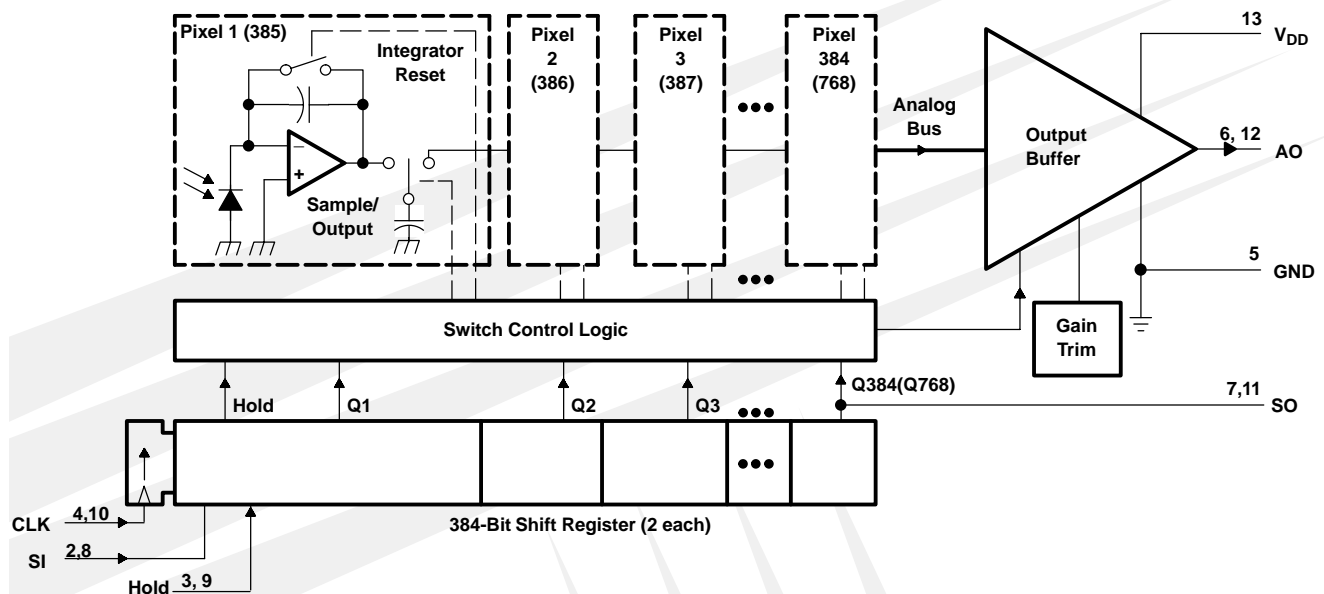 Pixel 1 (385)
Integrator
Reset
Pixel
2
(386)
Pixel
3
(387)
Pixel
384
(768)
13
VDD
Analog
Bus
Output
Buffer
6, 12
AO
−
+
Sample/
Output
5
GND
Switch Control Logic
Gain
Trim
Hold
Q1
Q2
Q3
Q384(Q768)
7,11
SO
CLK
4,10
384-Bit Shift Register (2 each)
SI
2,8
Hold
3, 9